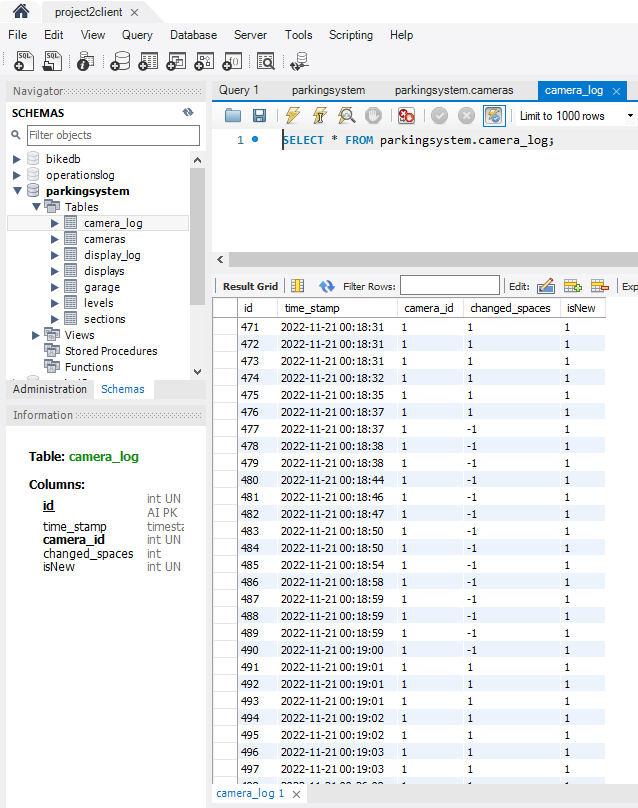 project2client
File Edit View Query Database Server Tools Scripting Help
Navigator
SCHEMAS
Filter objects
bikedb
operationslog
parkingsystem
Tables
camera_log
cameras
display_log
displays
garage
levels
sections
Views
Stored Procedures
Functions
Administration Schemas
Information
Table: camera_log
Columns:
id int UN
AI PK
time_stamp timesta
camera_id int UN
changed_spaces int
isNew int UN
Query 1 parkingsystem parkingsystem.cameras camera_log
Limit to 1000 rows
1 SELECT * FROM parkingsystem.camera_log;
Result Grid Filter Rows: Edit: Exp
id time_stamp camera_id changed_spaces isNew
471 2022-11-21 00:18:31 1 1 1
472 2022-11-21 00:18:31 1 1 1
473 2022-11-21 00:18:31 1 1 1
474 2022-11-21 00:18:32 1 1 1
475 2022-11-21 00:18:35 1 1 1
476 2022-11-21 00:18:37 1 1 1
477 2022-11-21 00:18:37 1 -1 1
478 2022-11-21 00:18:38 1 -1 1
479 2022-11-21 00:18:38 1 -1 1
480 2022-11-21 00:18:44 1 -1 1
481 2022-11-21 00:18:46 1 -1 1
482 2022-11-21 00:18:47 1 -1 1
483 2022-11-21 00:18:50 1 -1 1
484 2022-11-21 00:18:50 1 -1 1
485 2022-11-21 00:18:54 1 -1 1
486 2022-11-21 00:18:58 1 -1 1
487 2022-11-21 00:18:59 1 -1 1
488 2022-11-21 00:18:59 1 -1 1
489 2022-11-21 00:18:59 1 -1 1
490 2022-11-21 00:19:00 1 -1 1
491 2022-11-21 00:19:01 1 1 1
492 2022-11-21 00:19:01 1 1 1
493 2022-11-21 00:19:01 1 1 1
494 2022-11-21 00:19:02 1 1 1
495 2022-11-21 00:19:02 1 1 1
496 2022-11-21 00:19:03 1 1 1
497 2022-11-21 00:19:03 1 1 1
camera_log 1